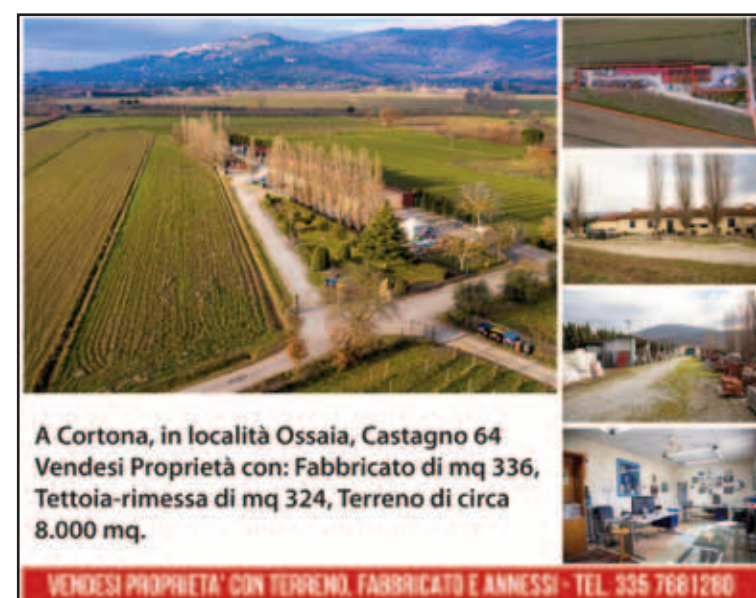 A Cortona, in località Ossaia, Castagno 64
Vendesi Proprietà con: Fabbricato di mq 336,
Tettoia-rimessa di mq 324, Terreno di circa
8.000 mq.
VENDESI PROPRIETA' CON TERRENO, FABBRICATO E ANNESSI - TEL. 335 7681280